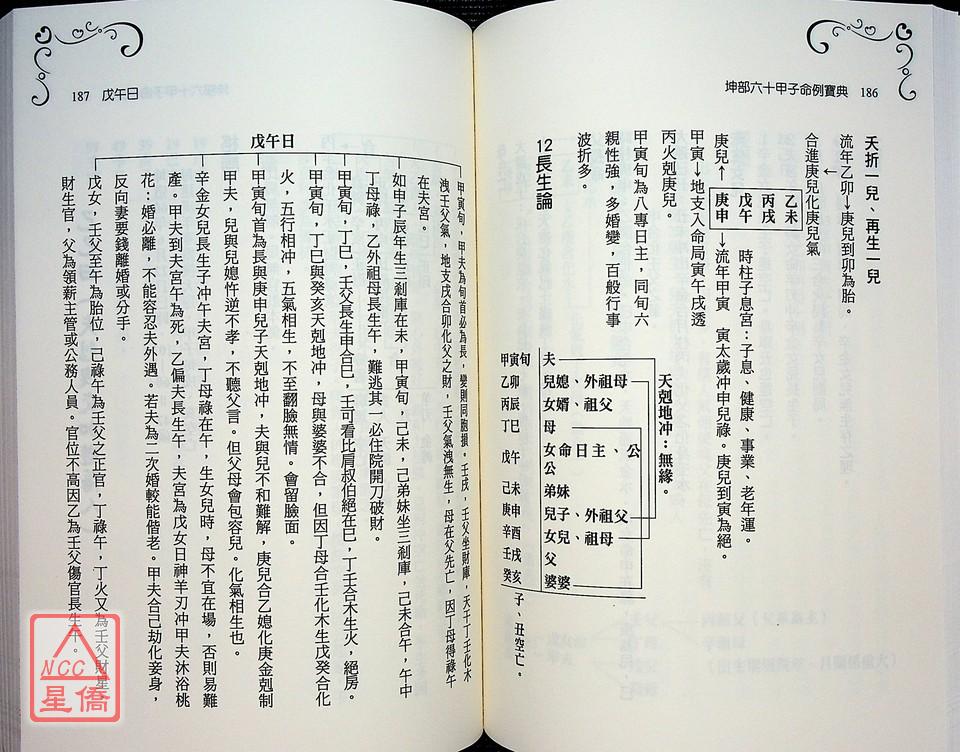 坤部六十甲子命例寶典 186
夭折一兒、再生一兒
流年乙卯→庚兒到卯為胎。
↓
合進庚兒化庚兒氣
乙未
丙戌
戊午
庚申
時柱子息宮：子息、健康、事業、老年運。
→流年甲寅 寅太歲冲申兒祿。庚兒到寅為絕。
庚兒↑
甲寅→地支入命局寅午戌透
丙火剋庚兒。
甲寅旬為八專日主，同旬六
親性強，多婚變，百般行事
波折多。
12長生論
天剋地冲：無緣。
甲寅旬 夫
乙卯 兒媳、外祖母
丙辰 女婿、祖父
丁巳 母
戊午 女命日主、公公
己未 弟妹
庚申 兒子、外祖父
辛酉 女兒、祖母
壬戌 父
癸亥 婆婆
子、丑空亡。
187 戊午日
戊午日
甲寅旬，甲夫為旬首必為長，變則同胞攤。壬戌，壬父坐財庫，天干丁壬化木
洩壬父氣，地支戌合卯化父之財，壬父氣洩無生，母在父先亡，因丁母得祿午
在夫宮。
如申子辰年生三剎庫在未，甲寅旬，己未，己弟妹坐三剎庫，己未合午，午中
丁母祿，乙外祖母長生午，難逃其一必住院開刀破財。
甲寅旬，丁巳，壬父長生申合巳，壬可看比肩叔伯絕在巳，丁壬合木生火，絕房。
甲寅旬，丁巳與癸亥天剋地冲，母與婆婆不合，但因丁母合壬化木生戊癸合化
火，五行相冲，五氣相生，不至翻臉無情。會留臉面。
甲寅旬首為長與庚申兒子天剋地冲，夫與兒不和難解，庚兒合乙媳化庚金剋制
甲夫，兒與兒媳忤逆不孝，不聽父言。但父母會包容兒。化氣相生也。
辛金女兒長生子冲午夫宮，丁母祿在午，生女兒時，母不宜在場，否則易難
產。甲夫到夫宮午為死，乙偏夫長生午，夫宮為戊女日神羊刃冲甲夫沐浴桃
花：婚必離，不能容忍夫外遇。若夫為二次婚較能偕老。甲夫合己劫化妾身，
反向妻要錢離婚或分手。
戊女，壬父至午為胎位，己祿午為壬父之正官，丁祿午，丁火又為壬父財星，
財生官，父為領薪主管或公務人員。官位不高因乙為壬父傷官長生午。
NCC
星僑